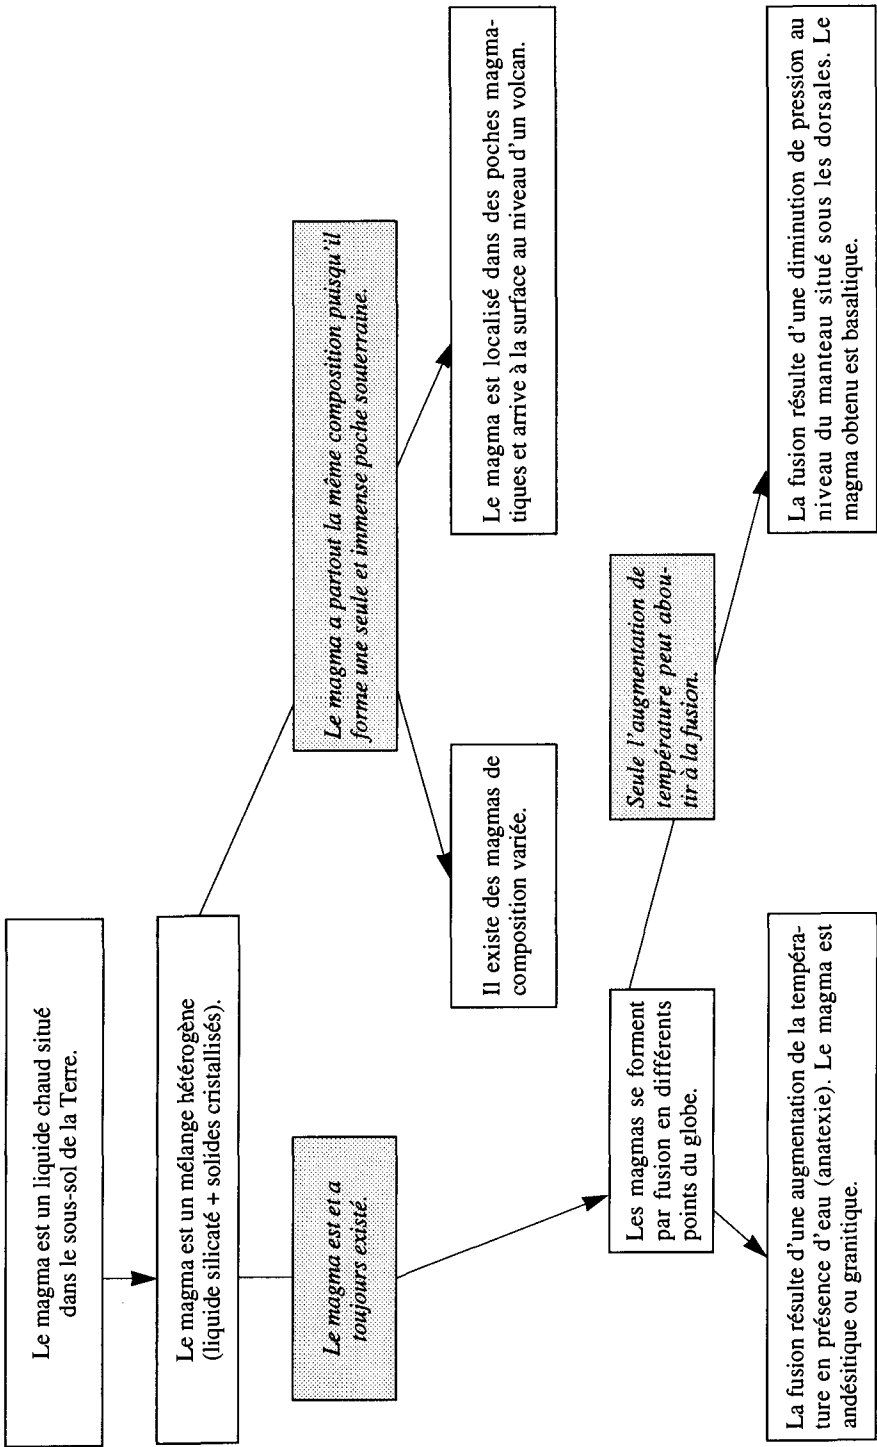 Le magma est un liquide chaud situé
dans le sous-sol de la Terre.
Le magma est un mélange hétérogène
(liquide silicaté + solides cristallisés).
Le magma est et a
toujours existé.
Le magma a partout la même composition puisqu'il
forme une seule et immense poche souterraine.
Il existe des magmas de
composition variée.
Le magma est localisé dans des poches magma-
tiques et arrive à la surface au niveau d'un volcan.
Les magmas se forment
par fusion en différents
points du globe.
Seule l'augmentation de
température peut abou-
tir à la fusion.
La fusion résulte d'une augmentation de la tempéra-
ture en présence d'eau (anatexie). Le magma est
andésitique ou granitique.
La fusion résulte d'une diminution de pression au
niveau du manteau situé sous les dorsales. Le
magma obtenu est basaltique.